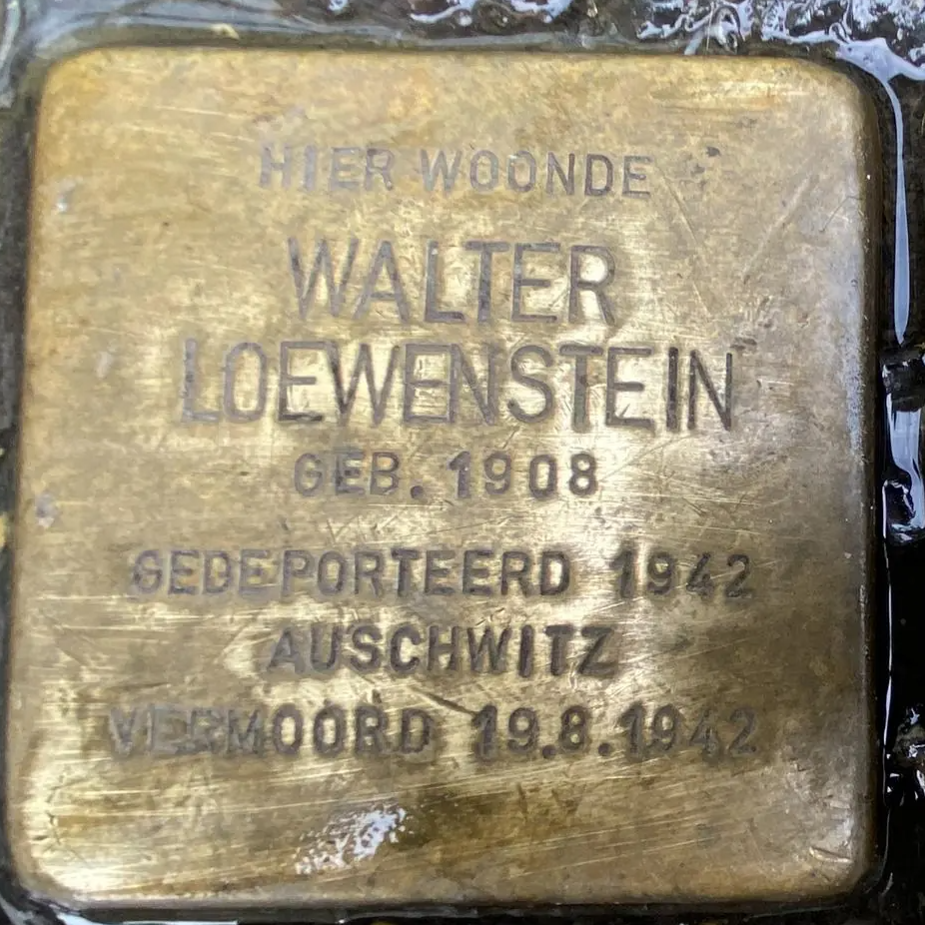 HIER WOONDE
WALTER
LOEWENSTEIN
GEB. 1908
GEDEPORTEERD 1942
AUSCHWITZ
VERMOORD 19.8.1942